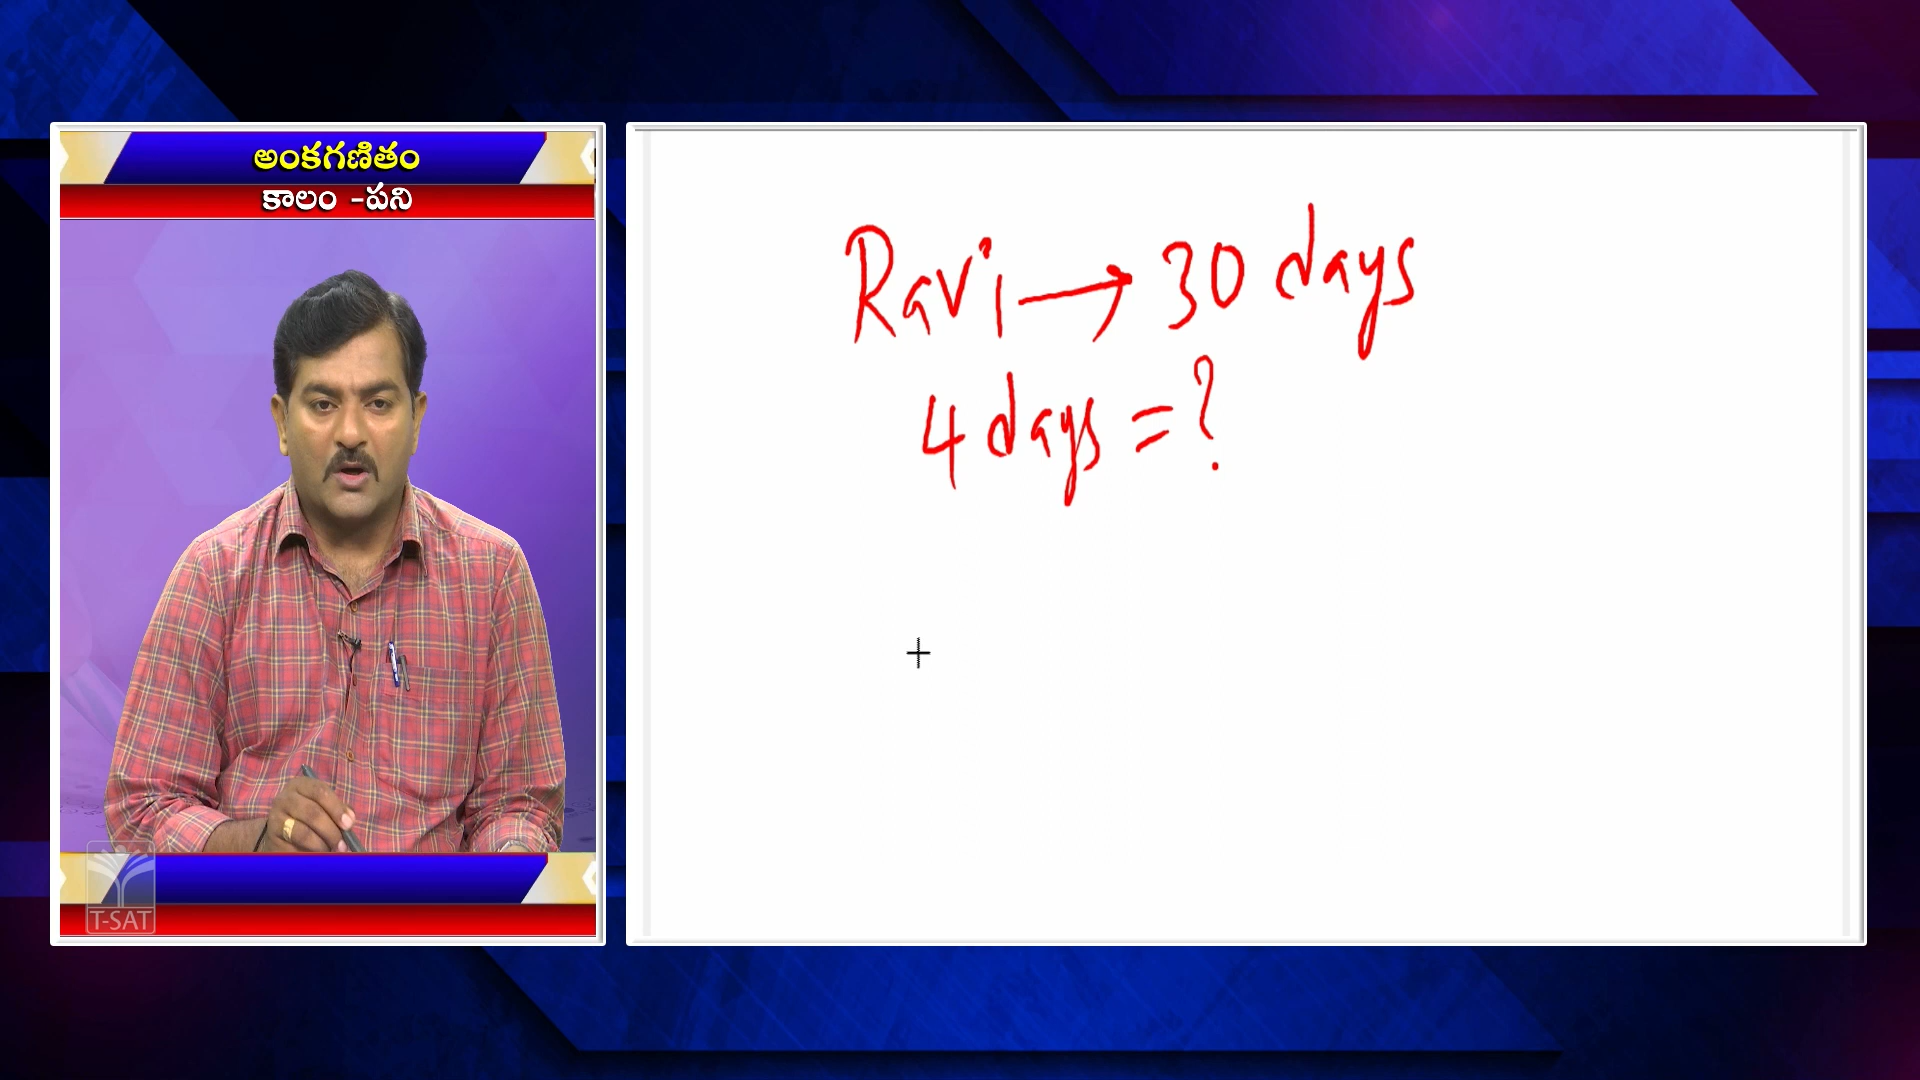 అంకగణితం
కాలం -పని
T-SAT
Ravi → 30 days
4 days = ?